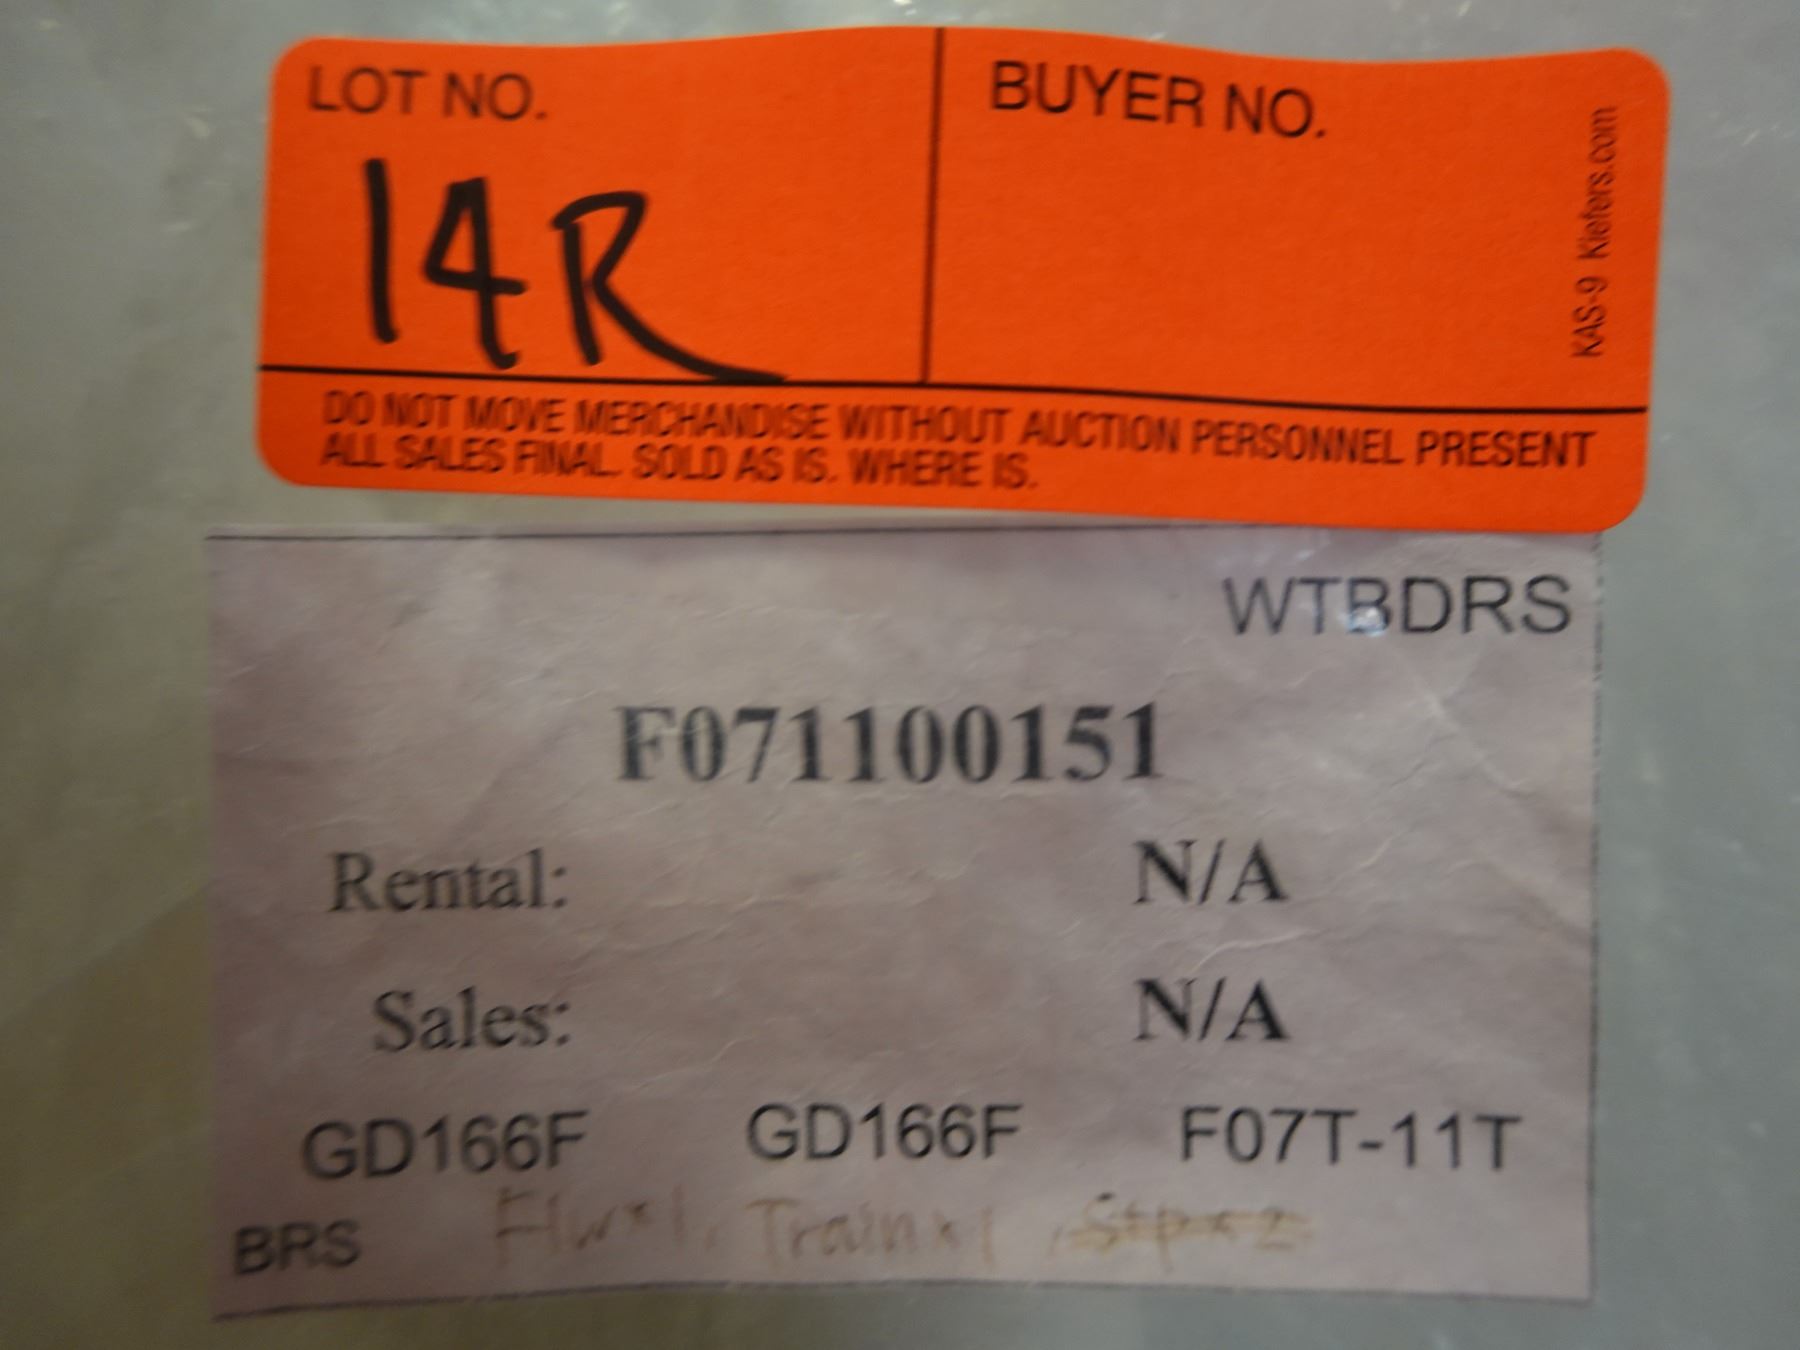 LOT NO.
BUYER NO.
14R
KAS-9 Kiefers.com
DO NOT MOVE MERCHANDISE WITHOUT AUCTION PERSONNEL PRESENT
ALL SALES FINAL. SOLD AS IS. WHERE IS.
WTBDRS
F071100151
Rental: N/A
Sales: N/A
GD166F GD166F F07T-11T
BRS Flwx1, Trainx1